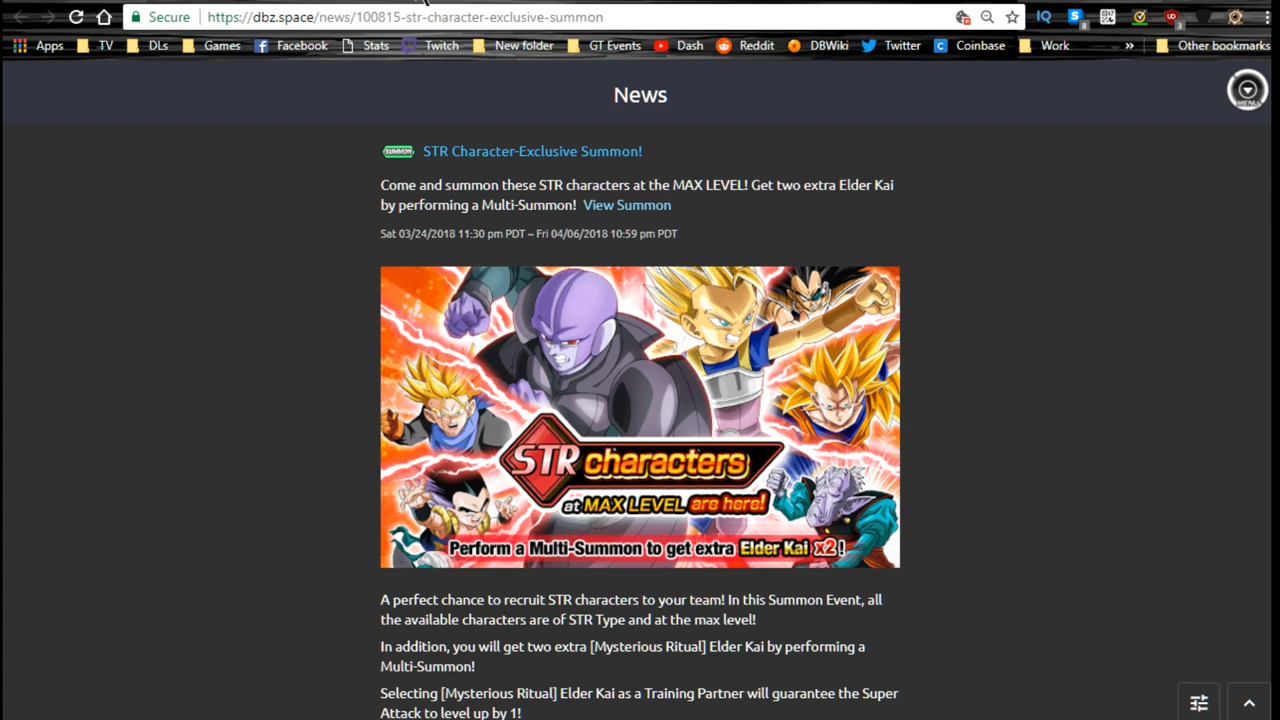 Secure https://dbz.space/news/100815-str-character-exclusive-summon
IQ 8 3
Apps TV DLs Games Facebook Stats Twitch New folder GT Events Dash Reddit DBWiki Twitter Coinbase Work » Other bookmarks
News
MENU
SUMMON STR Character-Exclusive Summon!
Come and summon these STR characters at the MAX LEVEL! Get two extra Elder Kai
by performing a Multi-Summon! View Summon
Sat 03/24/2018 11:30 pm PDT ~ Fri 04/06/2018 10:59 pm PDT
STR characters
at MAX LEVEL are here!
Perform a Multi-Summon to get extra Elder Kai x2 !
A perfect chance to recruit STR characters to your team! In this Summon Event, all
the available characters are of STR Type and at the max level!
In addition, you will get two extra [Mysterious Ritual] Elder Kai by performing a
Multi-Summon!
Selecting [Mysterious Ritual] Elder Kai as a Training Partner will guarantee the Super
Attack to level up by 1!